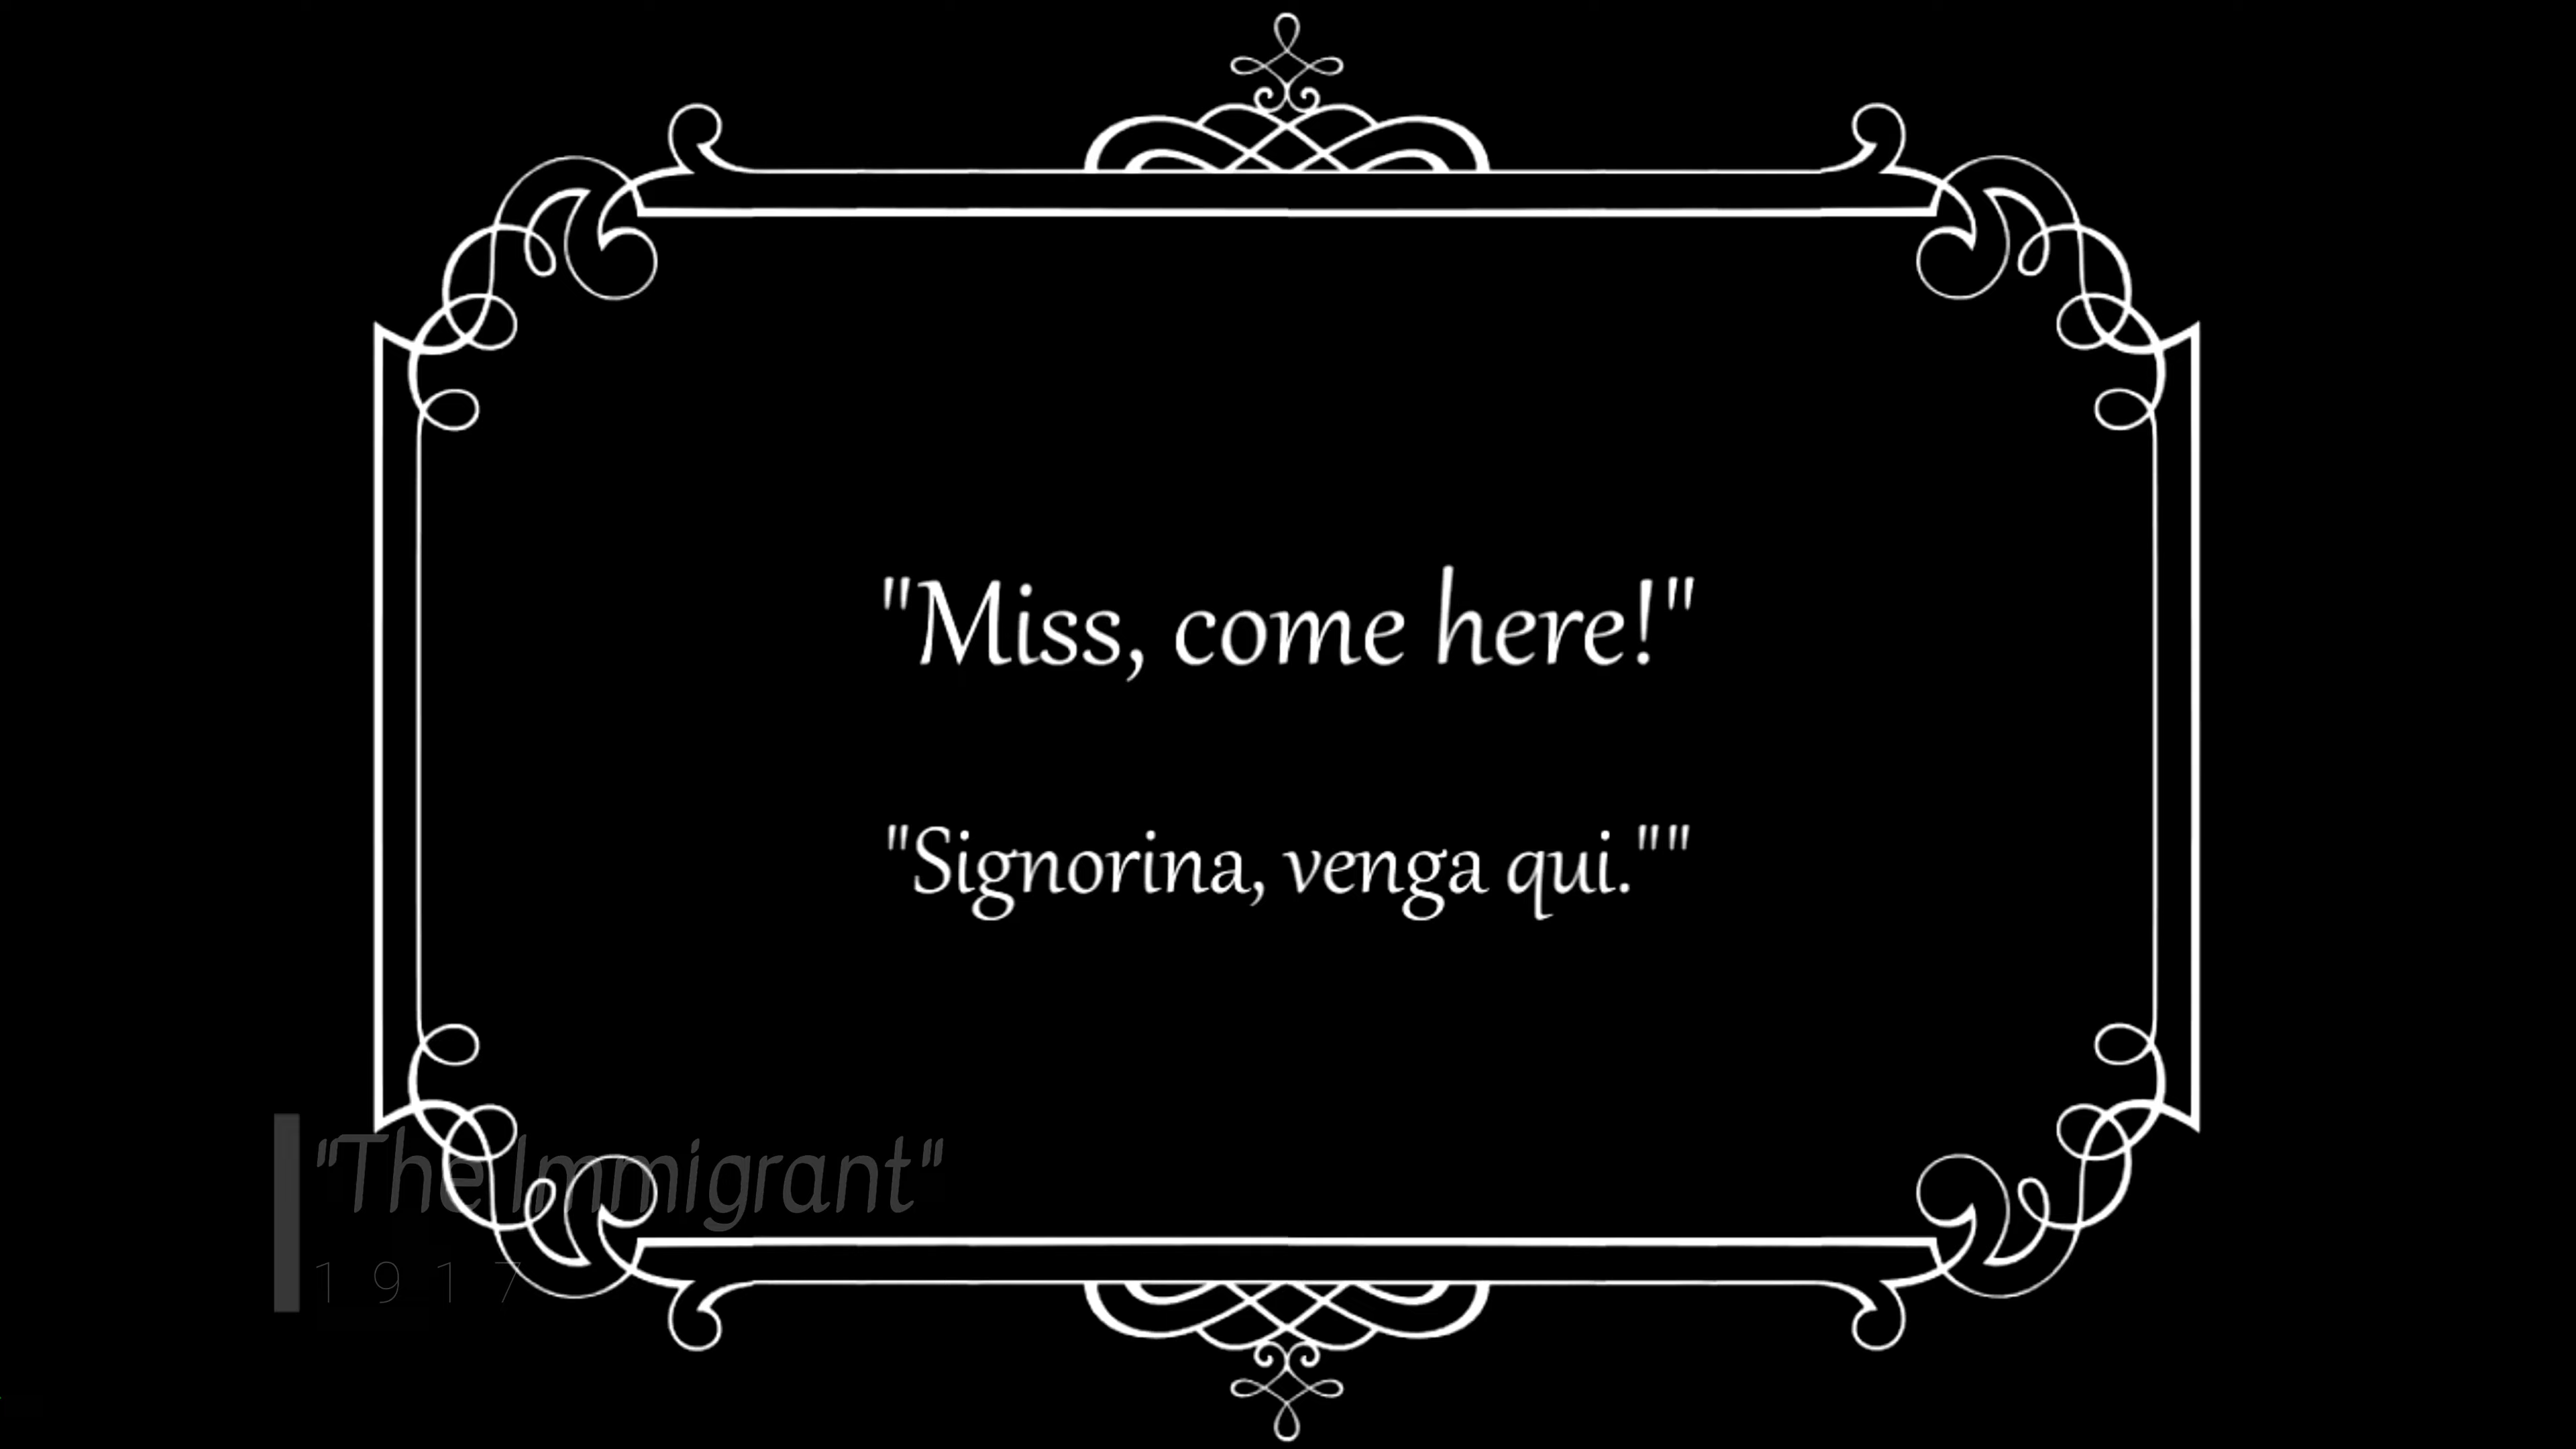 "Miss, come here!"
"Signorina, venga qui.""
"The Immigrant"
1917